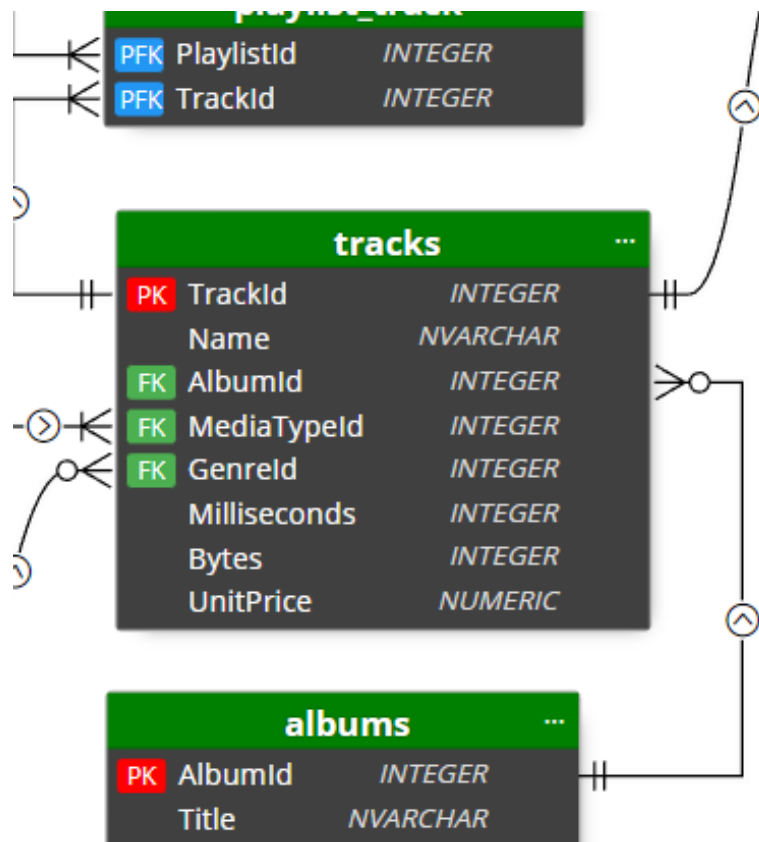 playlist_track
PFK PlaylistId INTEGER
PFK TrackId INTEGER
tracks ...
PK TrackId INTEGER
Name NVARCHAR
FK AlbumId INTEGER
FK MediaTypeId INTEGER
FK GenreId INTEGER
Milliseconds INTEGER
Bytes INTEGER
UnitPrice NUMERIC
albums ...
PK AlbumId INTEGER
Title NVARCHAR